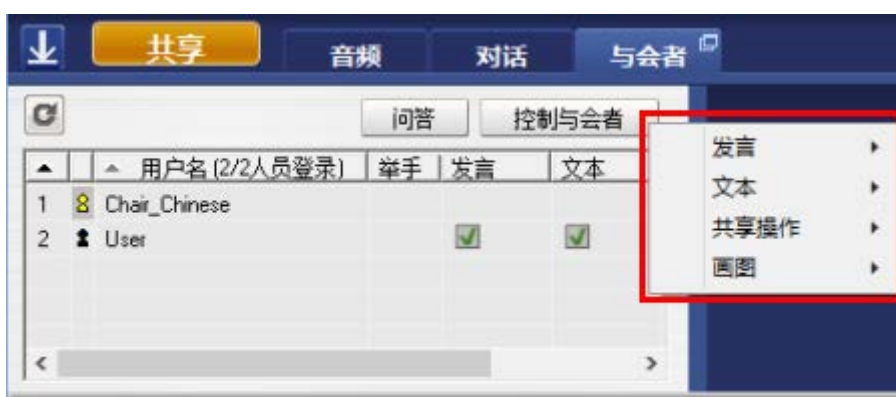 共享 音频 对话 与会者
问答 控制与会者
用户名 (2/2人员登录) 举手 发言 文本
1 Chair_Chinese
2 User
发言
文本
共享操作
画图